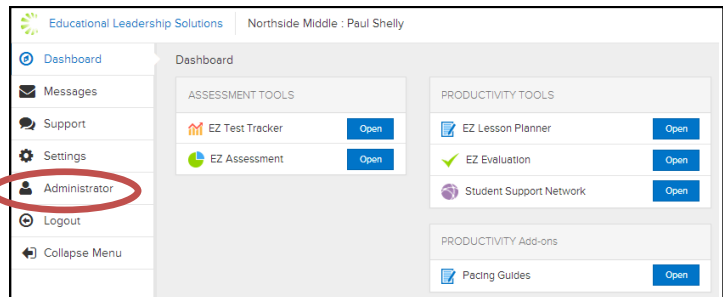 Educational Leadership Solutions Northside Middle : Paul Shelly
Dashboard
Messages
Support
Settings
Administrator
Logout
Collapse Menu
Dashboard
ASSESSMENT TOOLS
EZ Test Tracker Open
EZ Assessment Open
PRODUCTIVITY TOOLS
EZ Lesson Planner Open
EZ Evaluation Open
Student Support Network Open
PRODUCTIVITY Add-ons
Pacing Guides Open